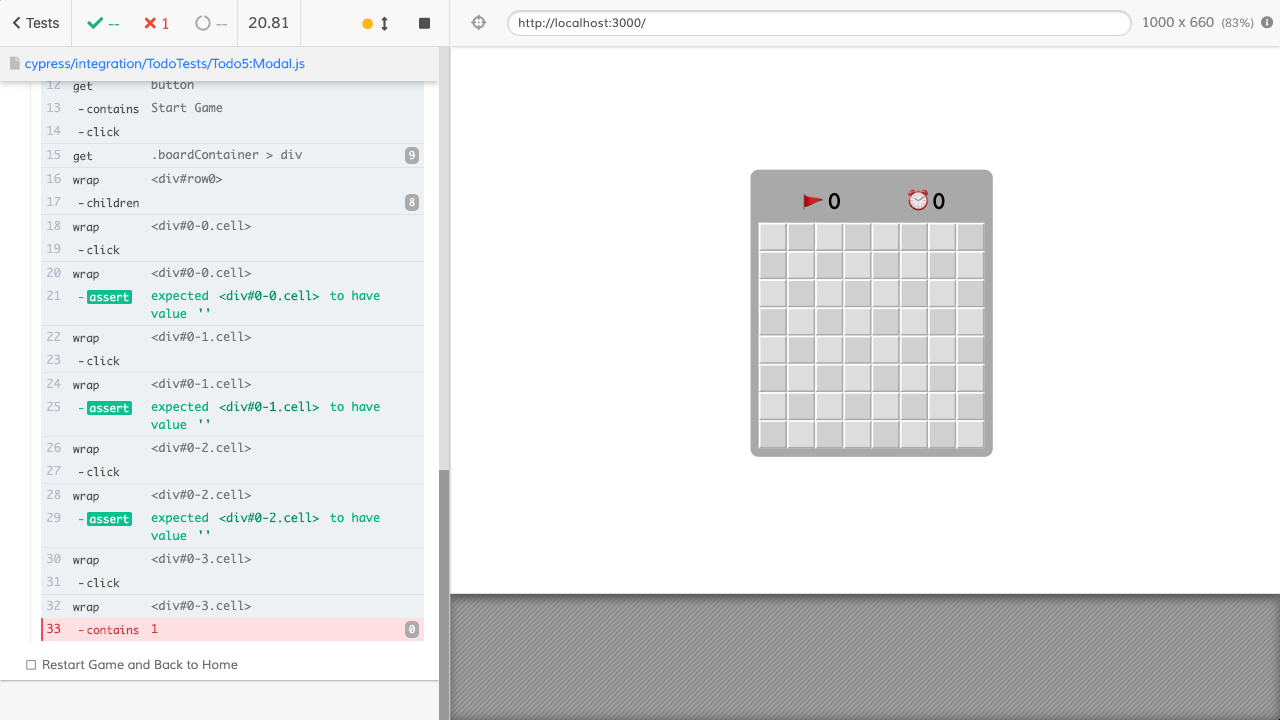 Tests
--
1
--
20.81
http://localhost:3000/
1000 x 660 (83%)
cypress/integration/TodoTests/Todo5:Modal.js
12 get button
13 - contains Start Game
14 - click
15 get .boardContainer > div 9
16 wrap <div#row0>
17 - children 8
18 wrap <div#0-0.cell>
19 - click
20 wrap <div#0-0.cell>
21 - assert expected <div#0-0.cell> to have
value ''
22 wrap <div#0-1.cell>
23 - click
24 wrap <div#0-1.cell>
25 - assert expected <div#0-1.cell> to have
value ''
26 wrap <div#0-2.cell>
27 - click
28 wrap <div#0-2.cell>
29 - assert expected <div#0-2.cell> to have
value ''
30 wrap <div#0-3.cell>
31 - click
32 wrap <div#0-3.cell>
33 - contains 1 0
Restart Game and Back to Home
0 0